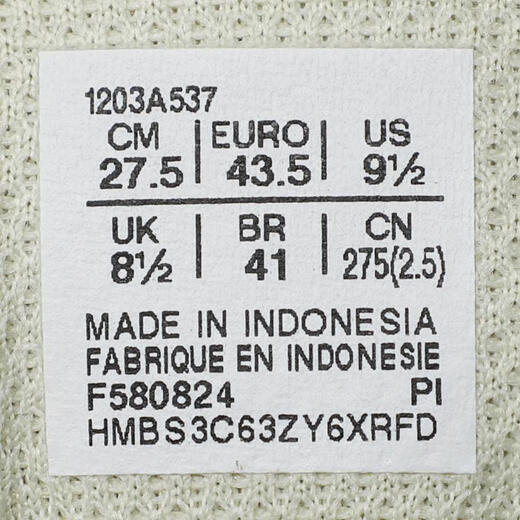 1203A537
CM | EURO | US
27.5 | 43.5 | 9½
UK | BR | CN
8½ | 41 | 275(2.5)
MADE IN INDONESIA
FABRIQUE EN INDONESIE
F580824 PI
HMBS3C63ZY6XRFD